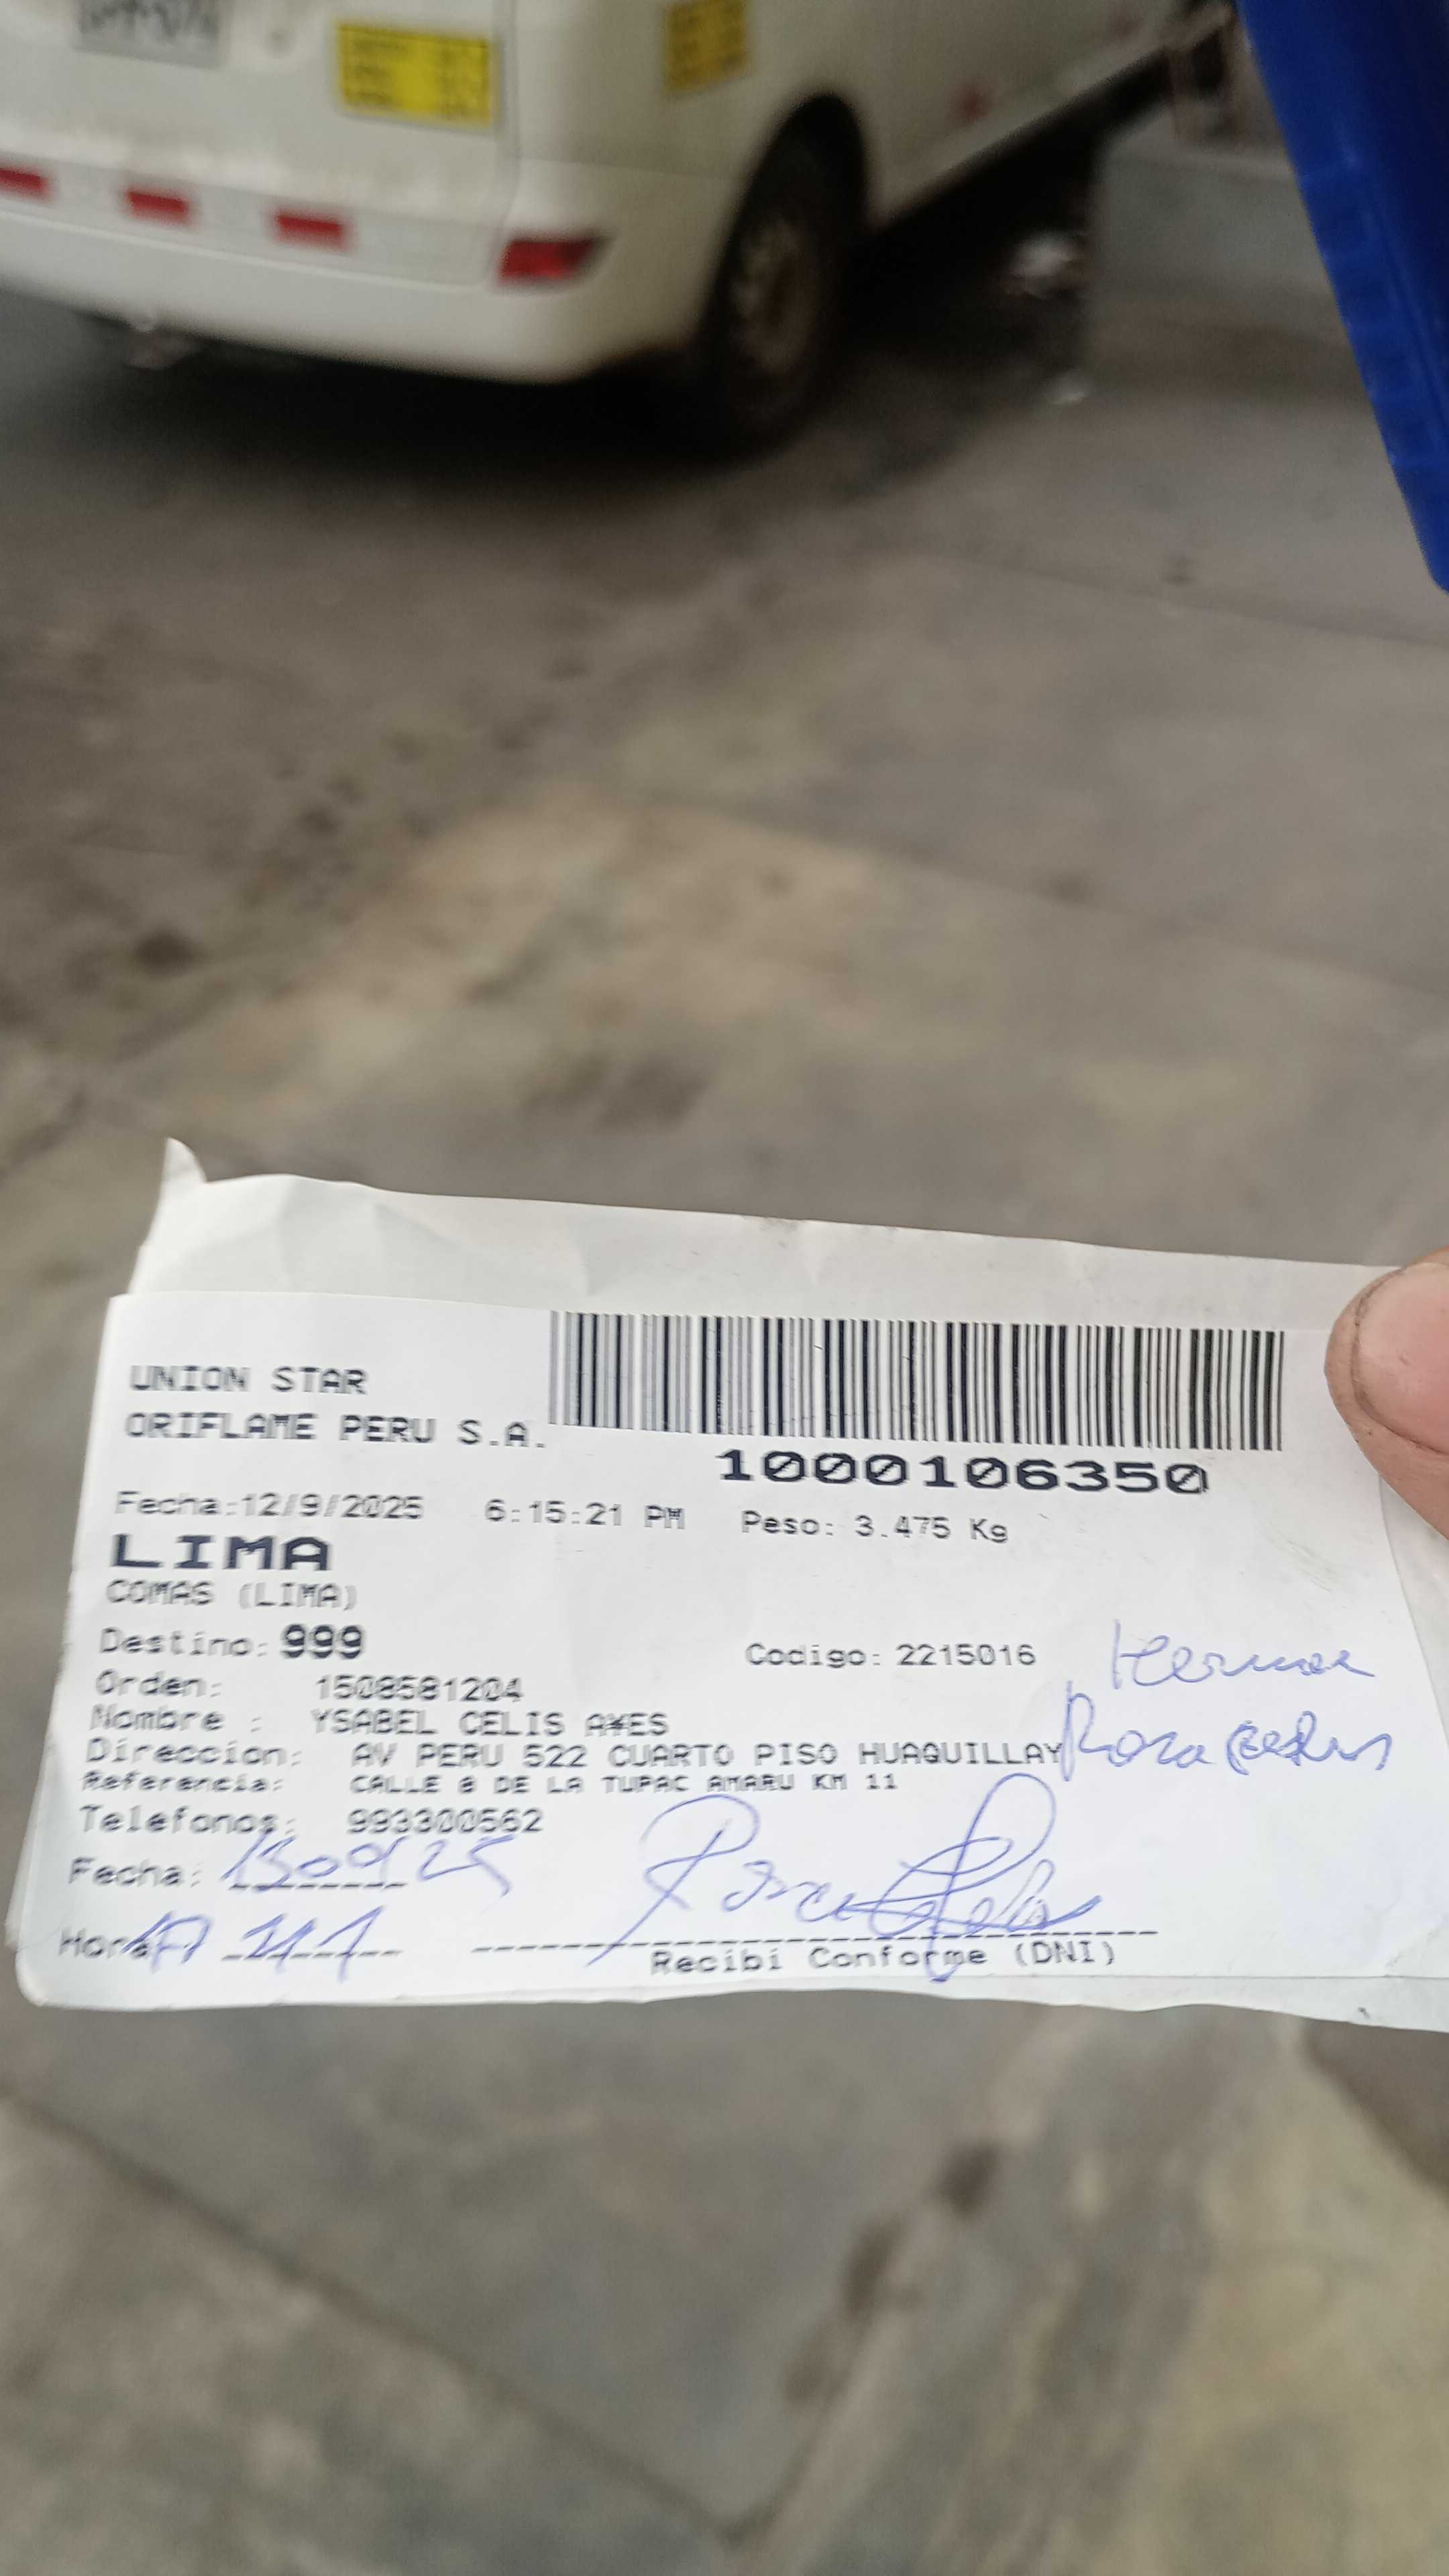 UNION STAR
ORIFLAME PERU S.A.
1000106350
Fecha:12/9/2025 6:15:21 PM Peso: 3.475 Kg
LIMA
COMAS (LIMA)
Destino: 999 Codigo: 2215016
Orden: 1508581204
Nombre : YSABEL CELIS A¥ES
Direccion: AV PERU 522 CUARTO PISO HUAQUILLAY
Referencia: CALLE 8 DE LA TUPAC AMARU KM 11
Telefonos: 993300562
Fecha:
Hora:
Rosa
Recibi Conforme (DNI)